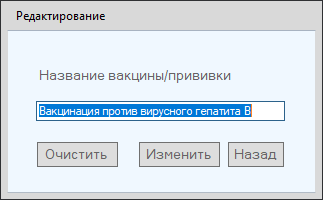 Редактирование
Название вакцины/прививки
Вакцинация против вирусного гепатита В
Очистить Изменить Назад